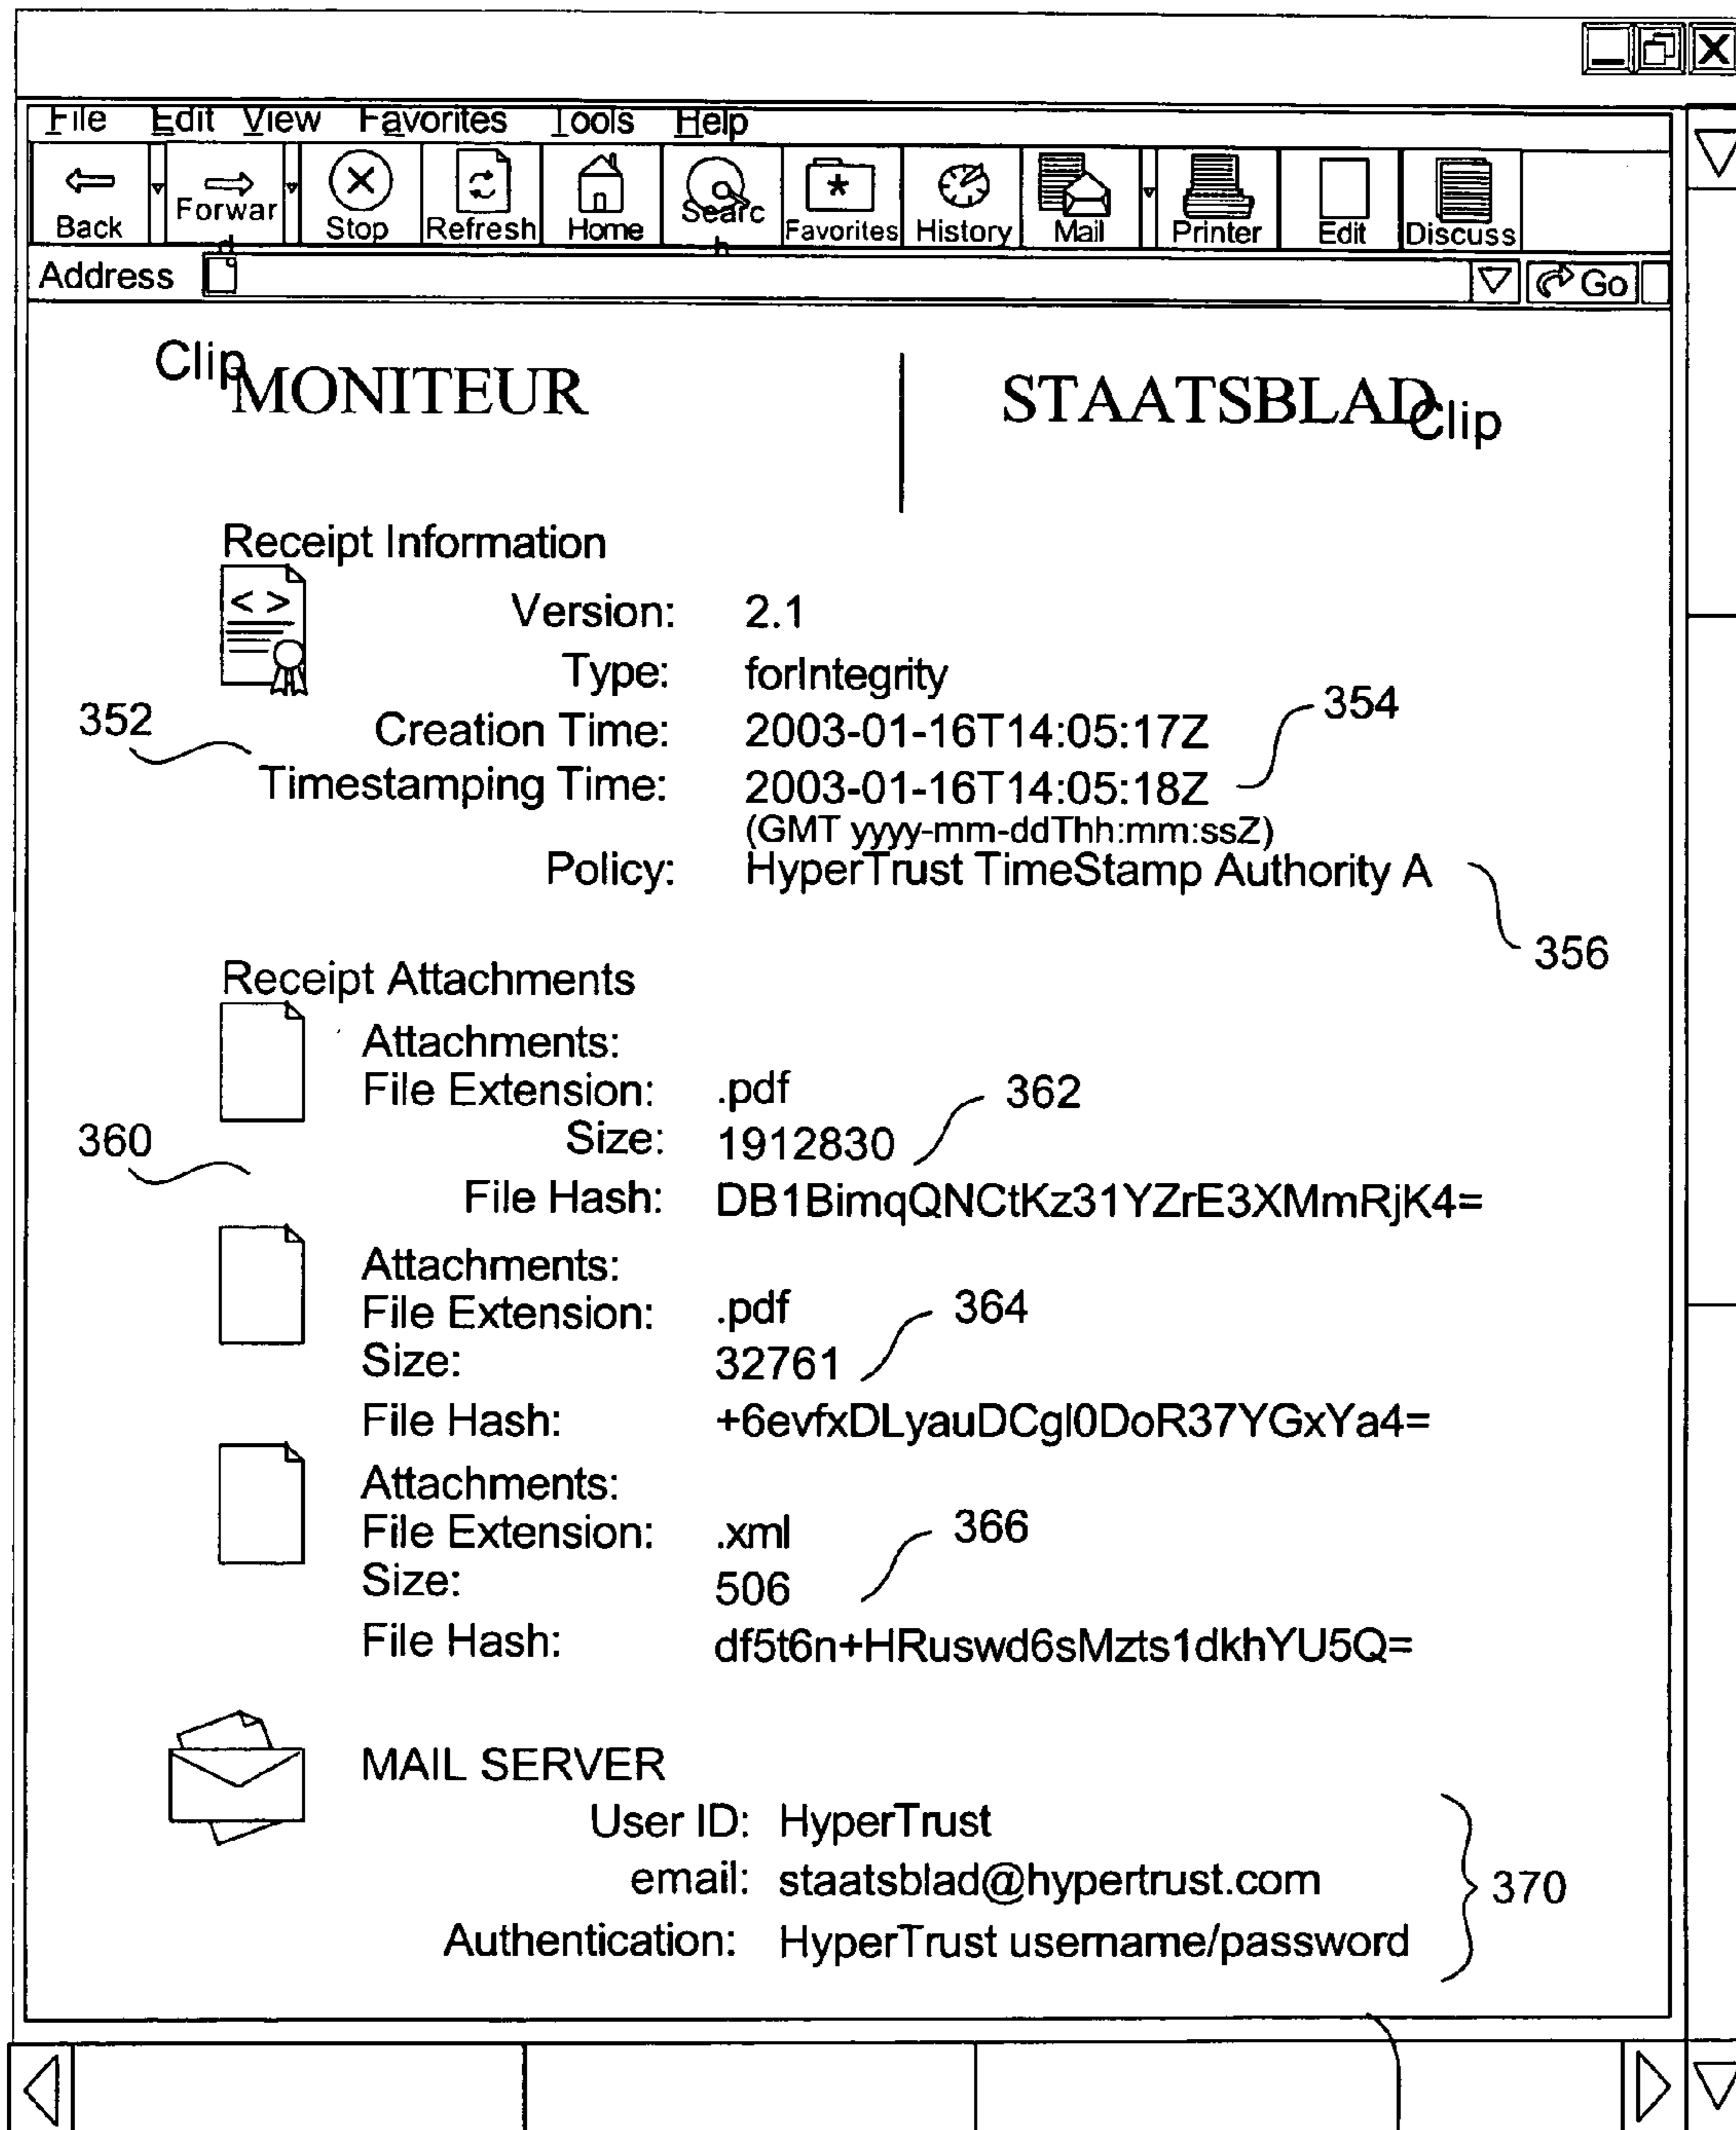 File Edit View Favorites Tools Help
Back Forward Stop Refresh Home Search Favorites History Mail Printer Edit Discuss
Address Go
Clip MONITEUR STAATSBLAD Clip
Receipt Information
< >
Version: 2.1
Type: forIntegrity
354
352
Creation Time: 2003-01-16T14:05:17Z
Timestamping Time: 2003-01-16T14:05:18Z
(GMT yyyy-mm-ddThh:mm:ssZ)
Policy: HyperTrust TimeStamp Authority A
356
Receipt Attachments
Attachments:
File Extension: .pdf 362
360
Size: 1912830
File Hash: DB1BimqQNCtKz31YZrE3XMmRjK4=
Attachments:
File Extension: .pdf 364
Size: 32761
File Hash: +6evfxDLyauDCgl0DoR37YGxYa4=
Attachments:
File Extension: .xml 366
Size: 506
File Hash: df5t6n+HRuswd6sMzts1dkhYU5Q=
MAIL SERVER
User ID: HyperTrust
email: staatsblad@hypertrust.com 370
Authentication: HyperTrust username/password